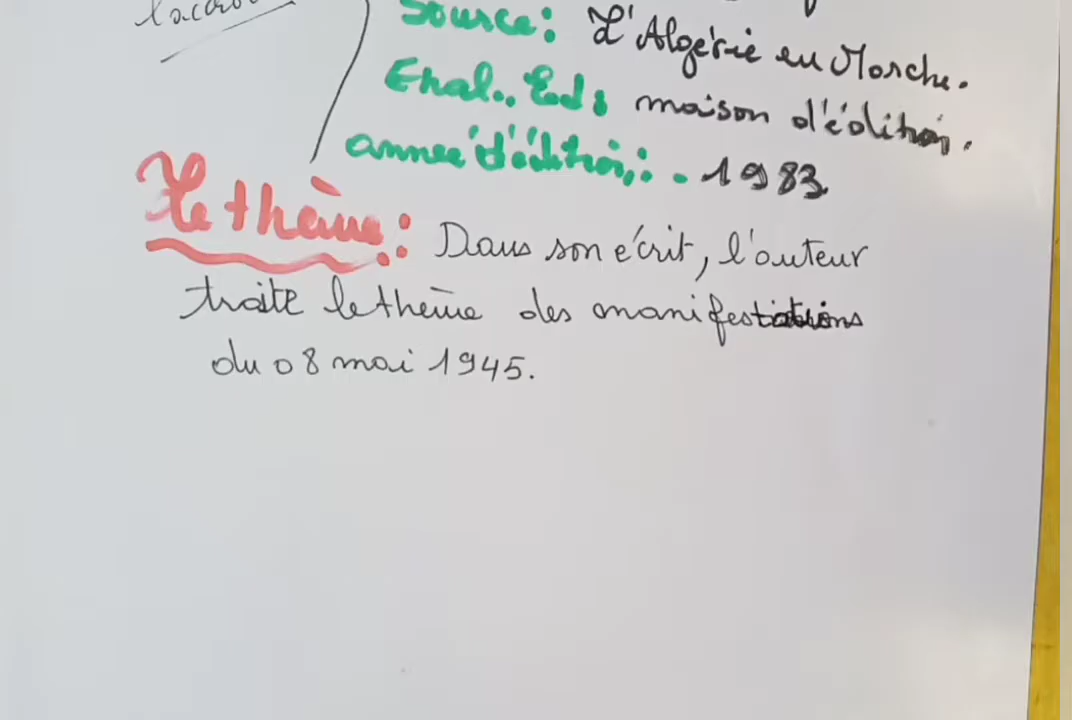 Source: L'Algérie en Marche.
Enal.. Ed: maison d'édition.
année d'édition: . 1983
Le thème: Dans son écrit, l'auteur
traite le thème des manifestations
du 08 mai 1945.